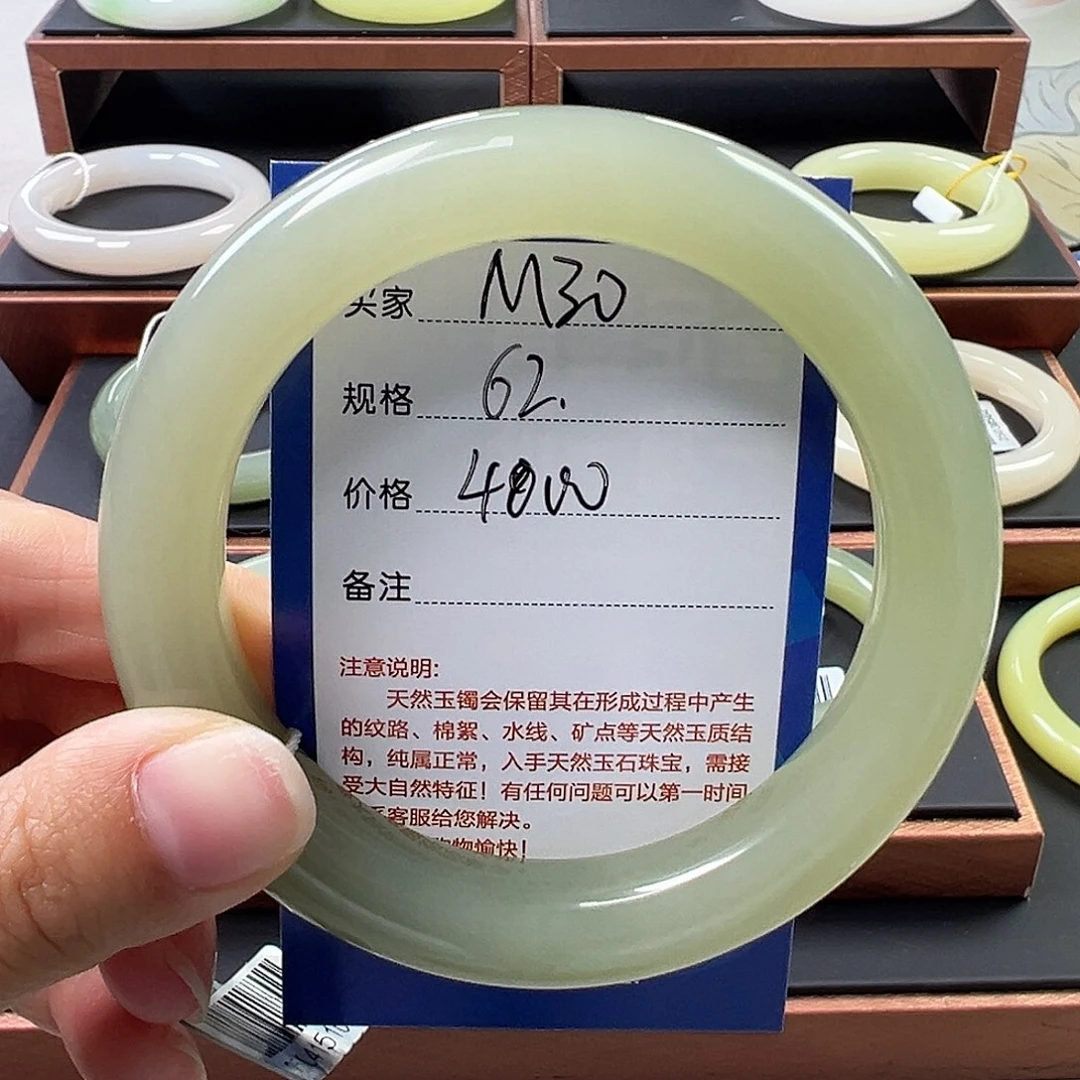 买家 M30
规格 62.
价格 4800
备注
注意说明:
天然玉镯会保留其在形成过程中产生
的纹路、棉絮、水线、矿点等天然玉质结
构，纯属正常，入手天然玉石珠宝，需接
受大自然特征！有任何问题可以第一时间
客服给您解决。
物愉快！